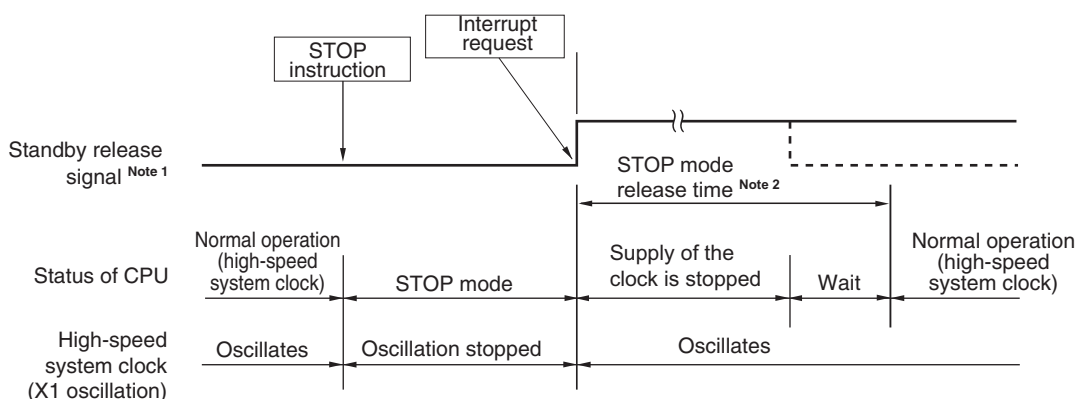 Interrupt
request
STOP
instruction
Standby release
signal Note 1
STOP mode
release time Note 2
Status of CPU
Normal operation
(high-speed
system clock)
STOP mode
Supply of the
clock is stopped
Wait
Normal operation
(high-speed
system clock)
High-speed
system clock
(X1 oscillation)
Oscillates
Oscillation stopped
Oscillates